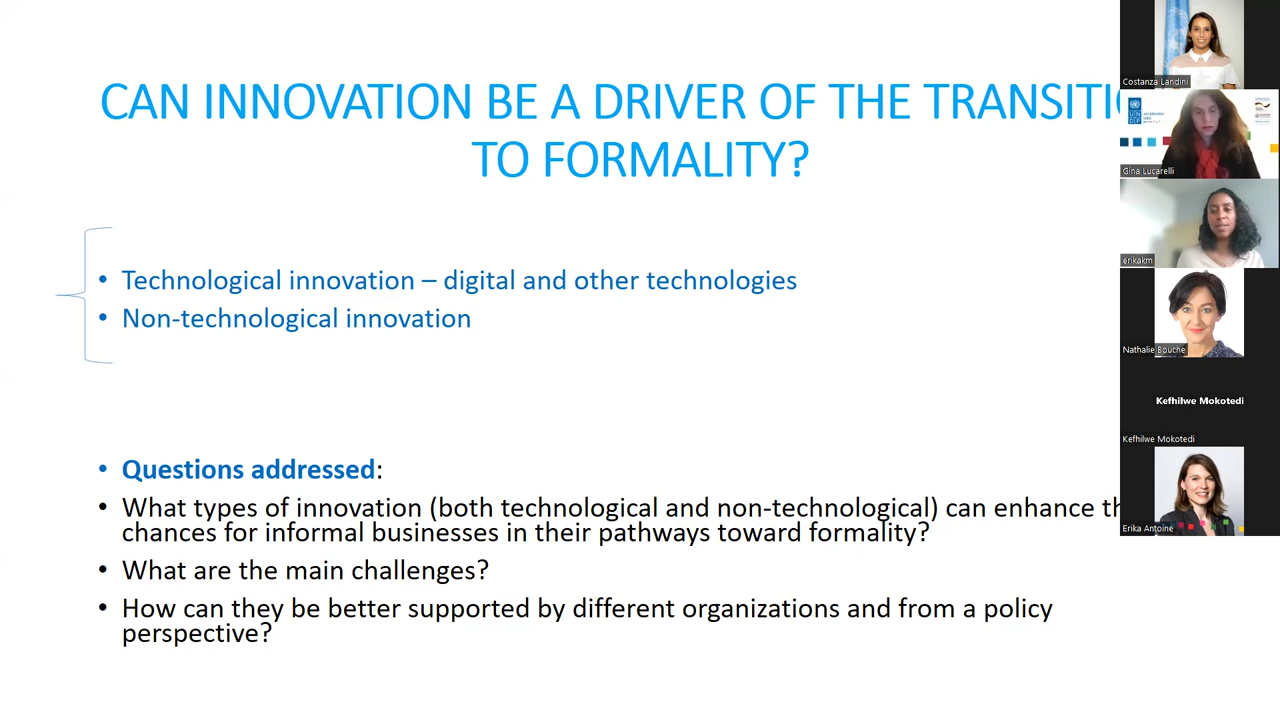 CAN INNOVATION BE A DRIVER OF THE TRANSITI
TO FORMALITY?
• Technological innovation – digital and other technologies
• Non-technological innovation
• Questions addressed:
• What types of innovation (both technological and non-technological) can enhance th
chances for informal businesses in their pathways toward formality?
• What are the main challenges?
• How can they be better supported by different organizations and from a policy
perspective?
Costanza Landini
Gina Lucarelli
erikakm
Nathalie Bouche
Kefhilwe Mokotedi
Kefhilwe Mokotedi
Erika Antoine